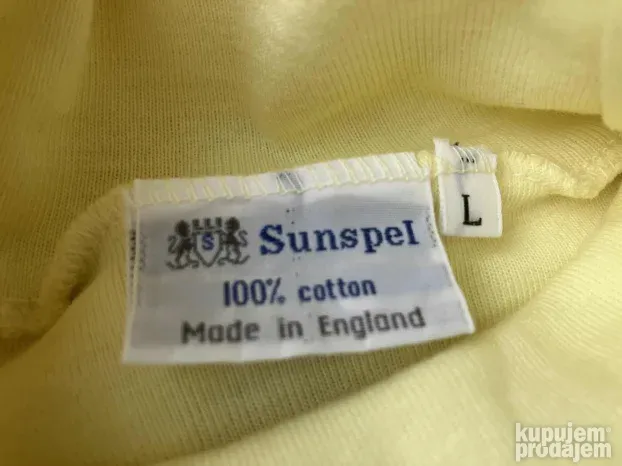 S
Sunspel
100% cotton
Made in England
L
kupujem
prodajem